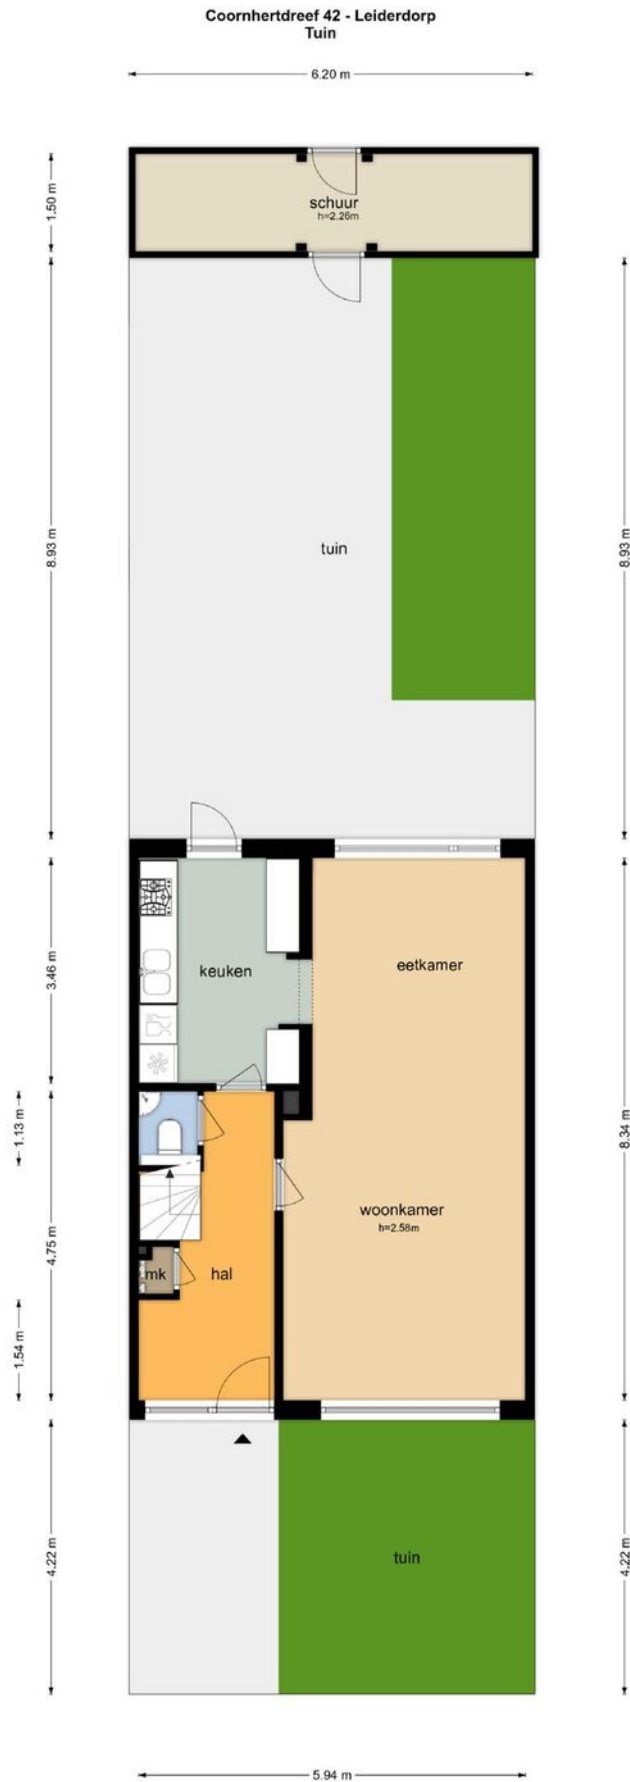 Coornhertdreef 42 - Leiderdorp
Tuin
6.20 m
1.50 m
schuur
h=2.26m
8.93 m
8.93 m
tuin
3.46 m
keuken
eetkamer
1.13 m
8.34 m
4.75 m
woonkamer
h=2.58m
mk
hal
1.54 m
4.22 m
4.22 m
tuin
5.94 m